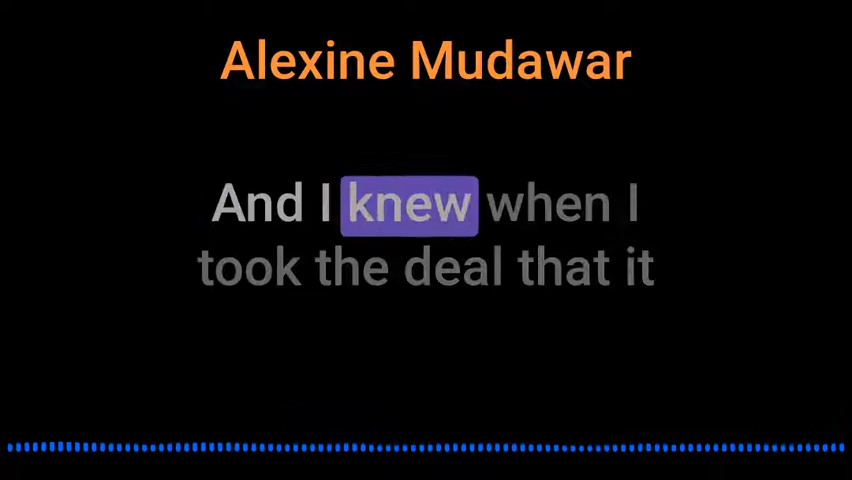 Alexine Mudawar
And I knew when I
took the deal that it